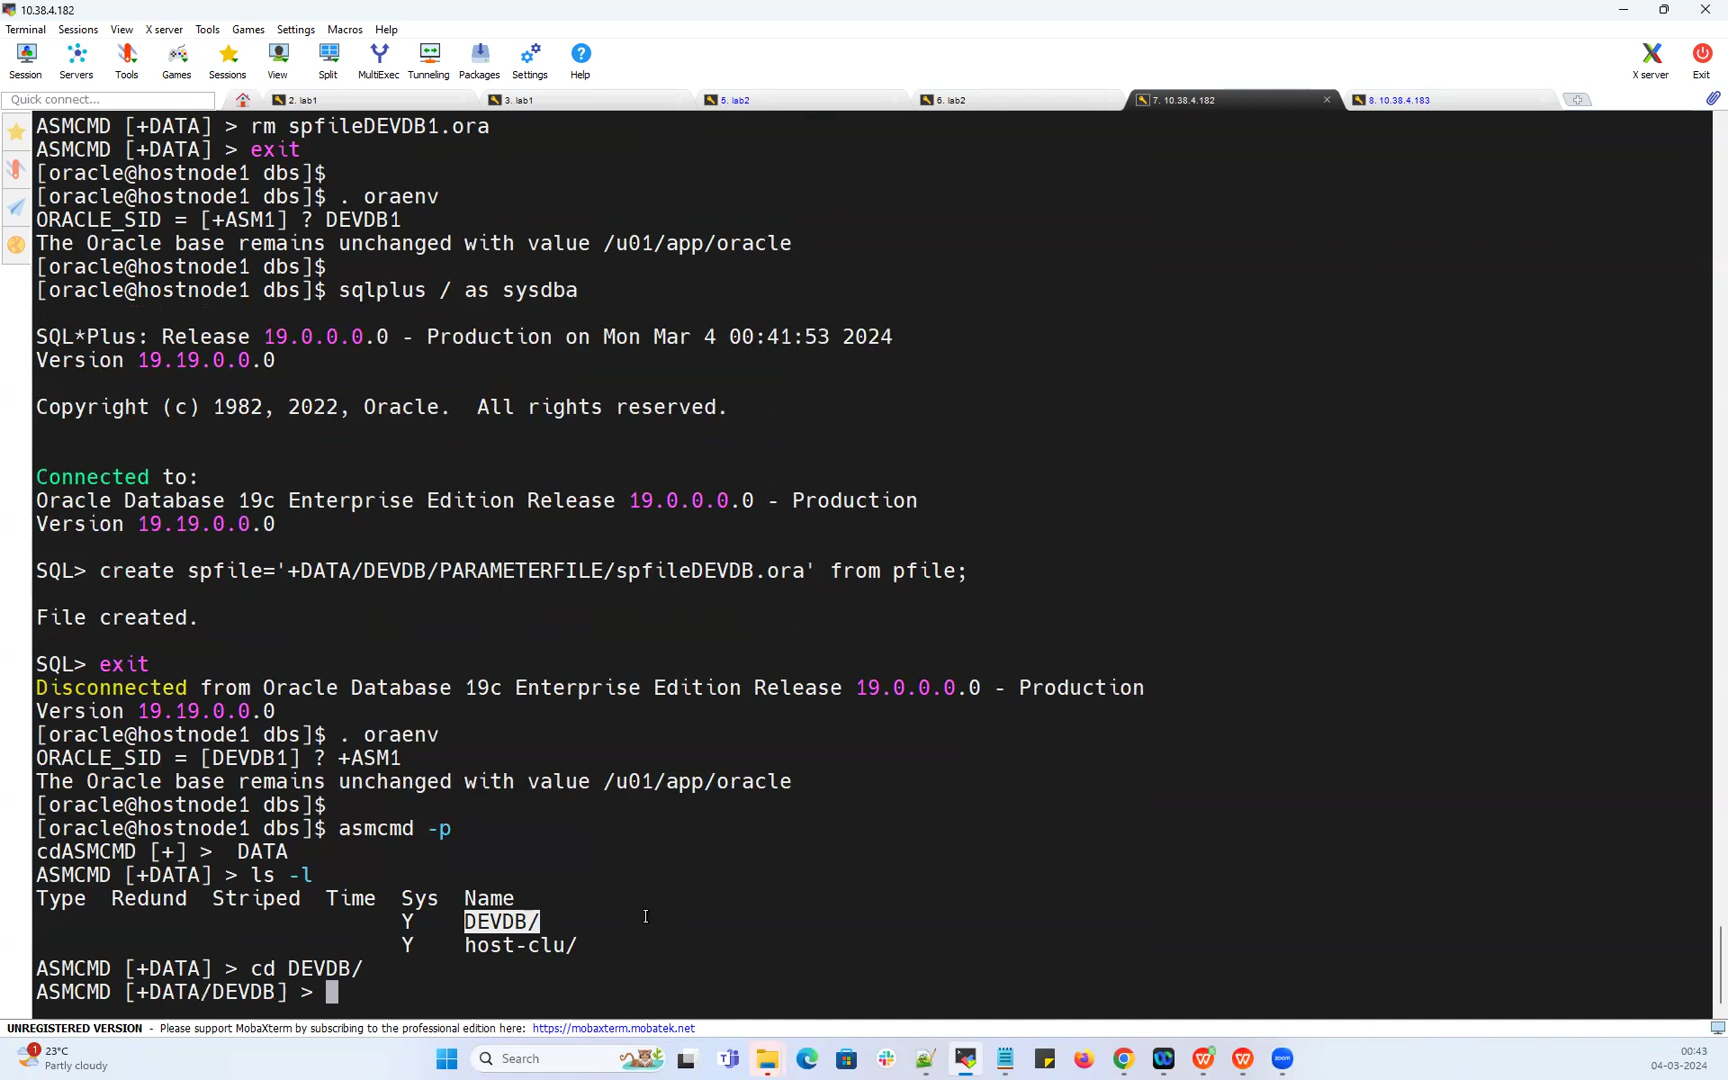 10.38.4.182
Terminal Sessions View X server Tools Games Settings Macros Help
Session Servers Tools Games Sessions View Split MultiExec Tunneling Packages Settings Help X server Exit
Quick connect... 2. lab1 3. lab1 5. lab2 6. lab2 7. 10.38.4.182 8. 10.38.4.183
ASMCMD [+DATA] > rm spfileDEVDB1.ora
ASMCMD [+DATA] > exit
[oracle@hostnode1 dbs]$
[oracle@hostnode1 dbs]$ . oraenv
ORACLE_SID = [+ASM1] ? DEVDB1
The Oracle base remains unchanged with value /u01/app/oracle
[oracle@hostnode1 dbs]$
[oracle@hostnode1 dbs]$ sqlplus / as sysdba
SQL*Plus: Release 19.0.0.0.0 - Production on Mon Mar 4 00:41:53 2024
Version 19.19.0.0.0
Copyright (c) 1982, 2022, Oracle. All rights reserved.
Connected to:
Oracle Database 19c Enterprise Edition Release 19.0.0.0.0 - Production
Version 19.19.0.0.0
SQL> create spfile='+DATA/DEVDB/PARAMETERFILE/spfileDEVDB.ora' from pfile;
File created.
SQL> exit
Disconnected from Oracle Database 19c Enterprise Edition Release 19.0.0.0.0 - Production
Version 19.19.0.0.0
[oracle@hostnode1 dbs]$ . oraenv
ORACLE_SID = [DEVDB1] ? +ASM1
The Oracle base remains unchanged with value /u01/app/oracle
[oracle@hostnode1 dbs]$
[oracle@hostnode1 dbs]$ asmcmd -p
cdASMCMD [+] > DATA
ASMCMD [+DATA] > ls -l
Type Redund Striped Time Sys Name
Y DEVDB/
Y host-clu/
ASMCMD [+DATA] > cd DEVDB/
ASMCMD [+DATA/DEVDB] >
UNREGISTERED VERSION - Please support MobaXterm by subscribing to the professional edition here: https://mobaxterm.mobatek.net
1
23°C
Partly cloudy
Search
00:43
04-03-2024